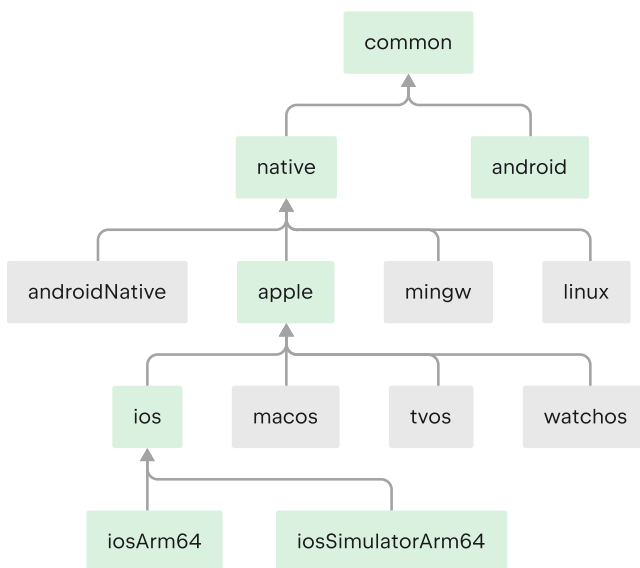 common
native
android
androidNative
apple
mingw
linux
ios
macos
tvos
watchos
iosArm64
iosSimulatorArm64